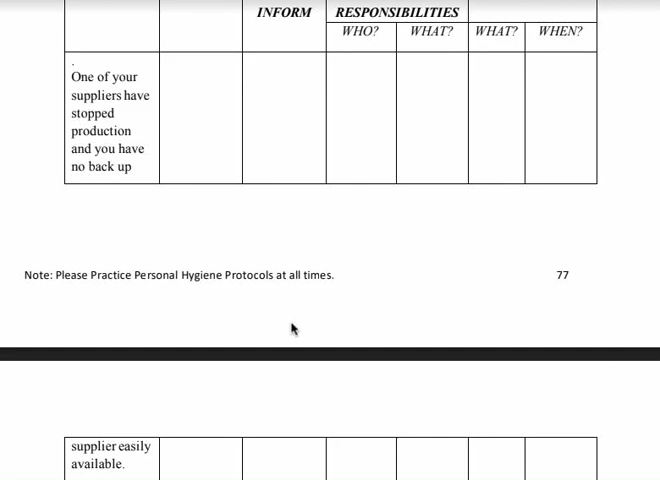 INFORM RESPONSIBILITIES
WHO? WHAT? WHAT? WHEN?
.
One of your
suppliers have
stopped
production
and you have
no back up
Note: Please Practice Personal Hygiene Protocols at all times. 77
supplier easily
available.